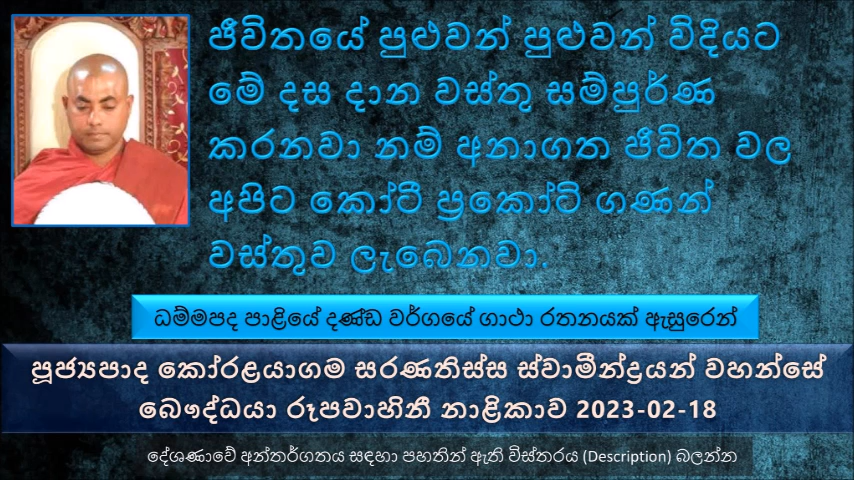 ජීවිතයේ පුළුවන් පුළුවන් විදියට
මේ දස දාන වස්තු සම්පුර්ණ
කරනවා නම් අනාගත ජීවිත වල
අපිට කෝටි ප්‍රකෝටි ගණන්
වස්තුව ලැබෙනවා.
ධම්මපද පාළියේ දණ්ඩ වර්ගයේ ගාථා රතනයක් ඇසුරෙන්
පූජ්‍යපාද කෝරළයාගම සරණතිස්ස ස්වාමීන්ද්‍රයන් වහන්සේ
බෞද්ධයා රූපවාහිනී නාළිකාව 2023-02-18
දේශණාවේ අන්තර්ගතය සඳහා පහතින් ඇති විස්තරය (Description) බලන්න